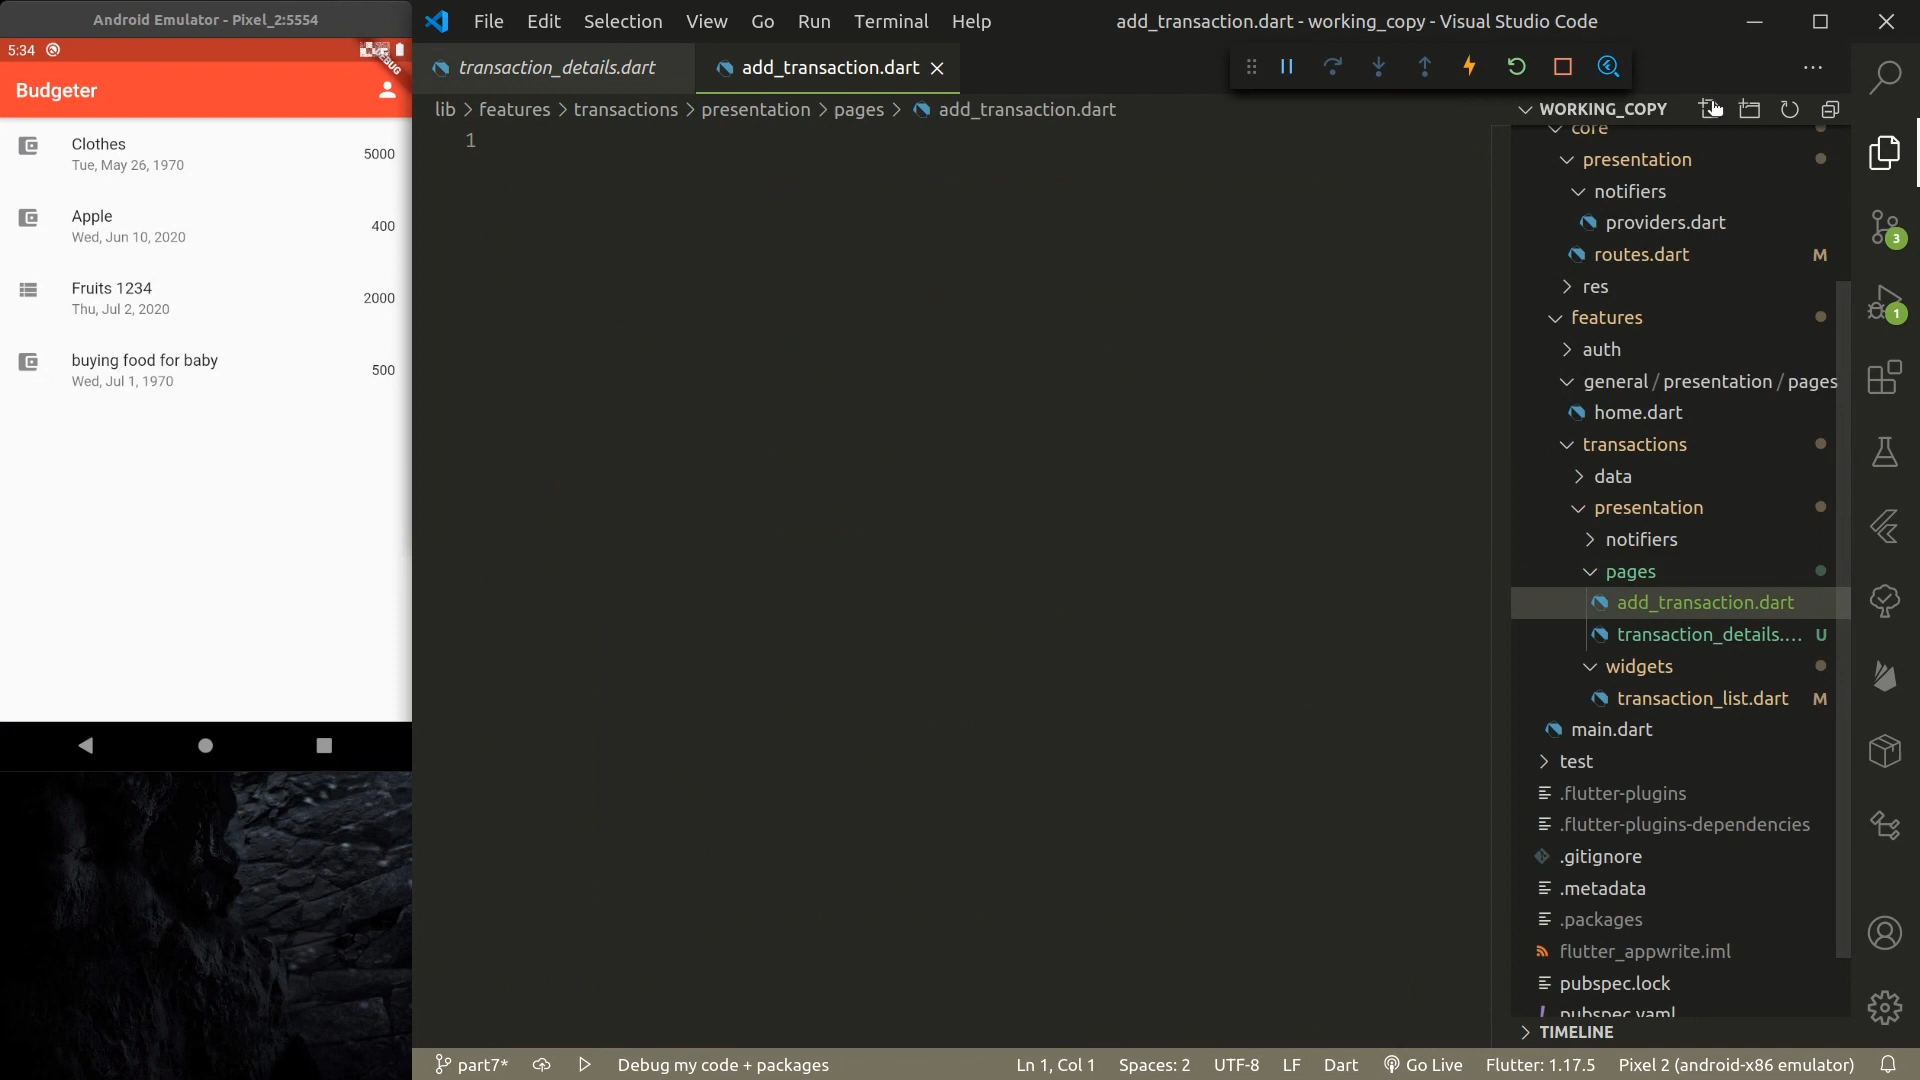 Android Emulator - Pixel_2:5554
5:34
DEBUG
Budgeter
Clothes
Tue, May 26, 1970
5000
Apple
Wed, Jun 10, 2020
400
Fruits 1234
Thu, Jul 2, 2020
2000
buying food for baby
Wed, Jul 1, 1970
500
File Edit Selection View Go Run Terminal Help
add_transaction.dart - working_copy - Visual Studio Code
transaction_details.dart
add_transaction.dart
lib > features > transactions > presentation > pages > add_transaction.dart
1
WORKING_COPY
core
presentation
notifiers
providers.dart
routes.dart M
res
features
auth
general / presentation / pages
home.dart
transactions
data
presentation
notifiers
pages
add_transaction.dart
transaction_details.... U
widgets
transaction_list.dart M
main.dart
test
.flutter-plugins
.flutter-plugins-dependencies
.gitignore
.metadata
.packages
flutter_appwrite.iml
pubspec.lock
pubspec.yaml
TIMELINE
3
1
part7*
Debug my code + packages
Ln 1, Col 1
Spaces: 2
UTF-8
LF
Dart
Go Live
Flutter: 1.17.5
Pixel 2 (android-x86 emulator)